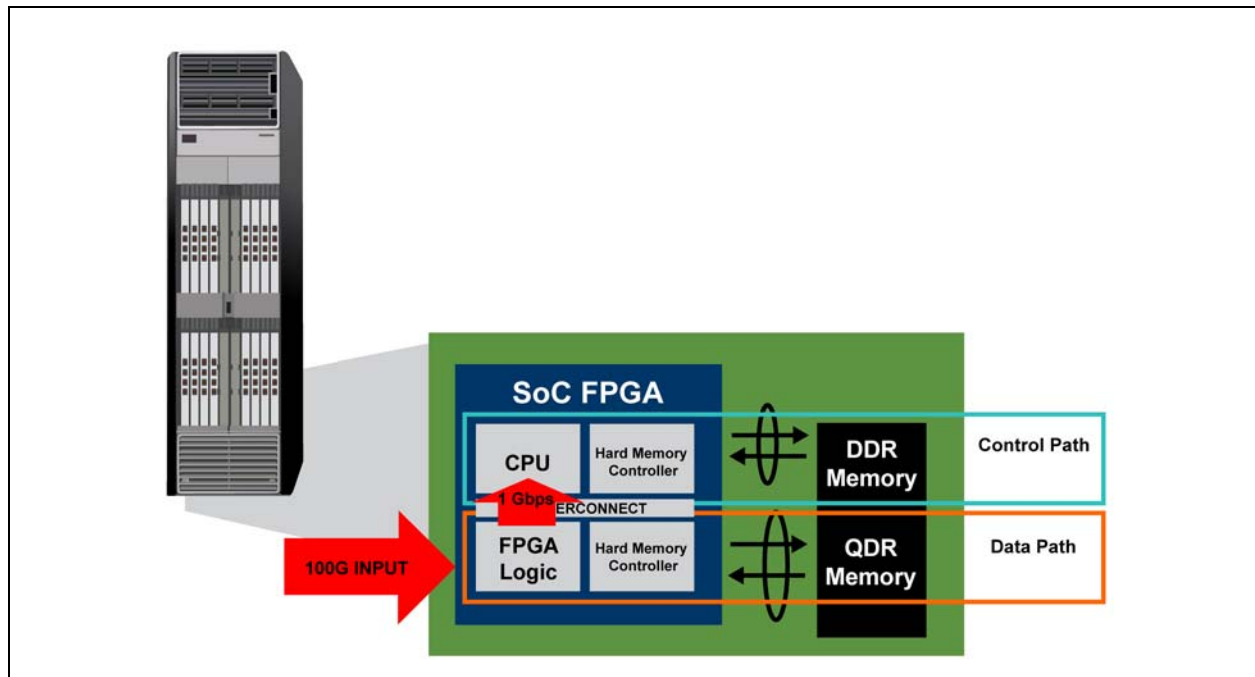 SoC FPGA
CPU
Hard Memory
Controller
DDR
Memory
Control Path
1 Gbps
ERCONNECT
100G INPUT
FPGA
Logic
Hard Memory
Controller
QDR
Memory
Data Path